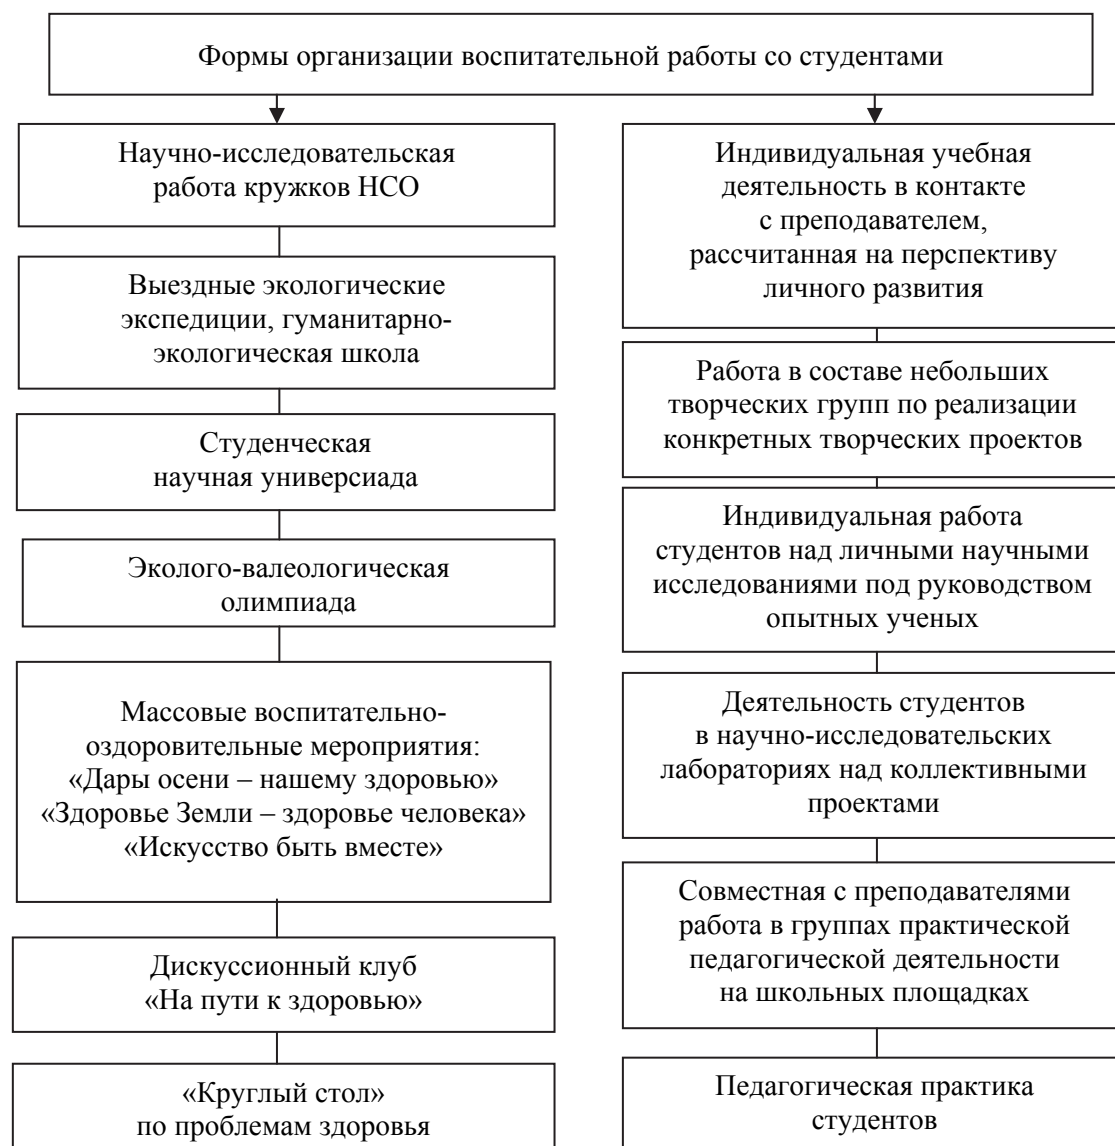 Формы организации воспитательной работы со студентами
Научно-исследовательская
работа кружков НСО
Выездные экологические
экспедиции, гуманитарно-
экологическая школа
Студенческая
научная универсиада
Эколого-валеологическая
олимпиада
Массовые воспитательно-
оздоровительные мероприятия:
«Дары осени – нашему здоровью»
«Здоровье Земли – здоровье человека»
«Искусство быть вместе»
Дискуссионный клуб
«На пути к здоровью»
«Круглый стол»
по проблемам здоровья
Индивидуальная учебная
деятельность в контакте
с преподавателем,
рассчитанная на перспективу
личного развития
Работа в составе небольших
творческих групп по реализации
конкретных творческих проектов
Индивидуальная работа
студентов над личными научными
исследованиями под руководством
опытных ученых
Деятельность студентов
в научно-исследовательских
лабораториях над коллективными
проектами
Совместная с преподавателями
работа в группах практической
педагогической деятельности
на школьных площадках
Педагогическая практика
студентов